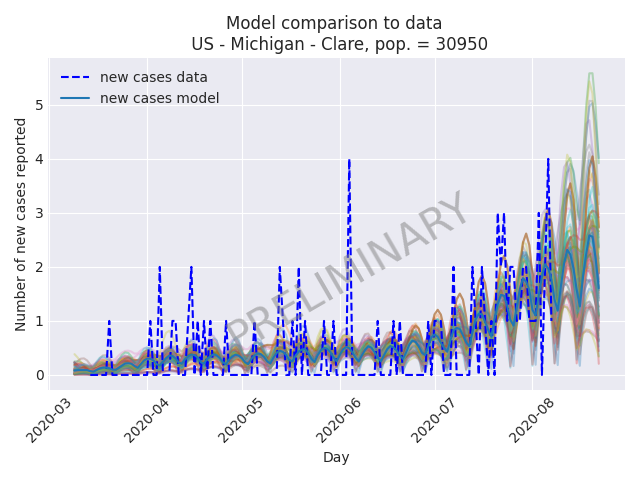 Model comparison to data
US - Michigan - Clare, pop. = 30950
new cases data
new cases model
PRELIMINARY
Number of new cases reported
5
4
3
2
1
0
2020-03
2020-04
2020-05
2020-06
2020-07
2020-08
Day